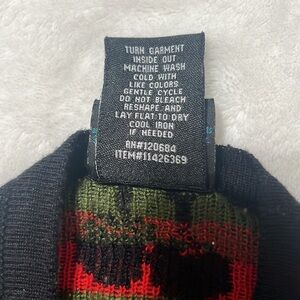 TURN GARMENT
INSIDE OUT
MACHINE WASH
COLD WITH
LIKE COLORS
GENTLE CYCLE
DO NOT BLEACH
RESHAPE AND
LAY FLAT TO DRY
COOL IRON
IF NEEDED
RN#120684
ITEM#11426369